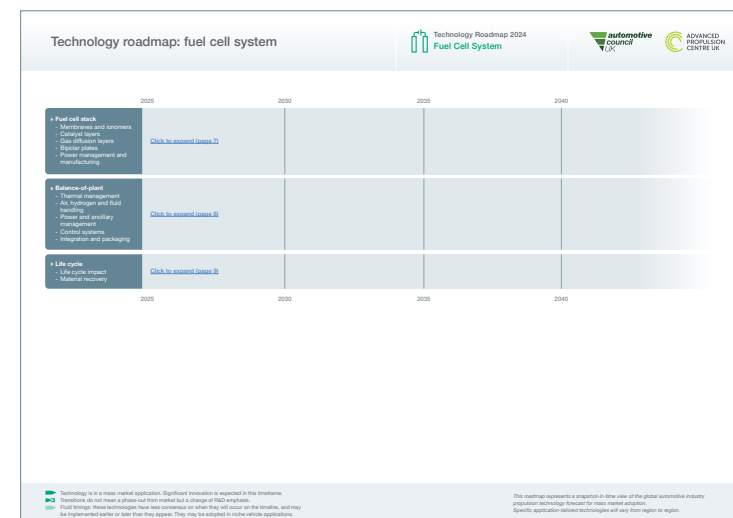 Technology roadmap: fuel cell system
Technology Roadmap 2024
Fuel Cell System
automotive
council
UK
ADVANCED
PROPULSION
CENTRE UK
2025 2030 2035 2040
Fuel cell stack
- Membranes and ionomers
- Catalyst layers
- Gas diffusion layers
- Bipolar plates
- Power management and
manufacturing
Click to expand (page 7)
Balance-of-plant
- Thermal management
- Air, hydrogen and fluid
handling
- Power and ancillary
management
- Control systems
- Integration and packaging
Click to expand (page 8)
Life cycle
- Life cycle impact
- Material recovery
Click to expand (page 9)
2025 2030 2035 2040
Technology is in a mass market application. Significant innovation is expected in this timeframe.
Transitions do not mean a phase-out from market but a change of R&D emphasis.
Fluid timings: these technologies have less consensus on when they will occur on the timeline, and may
be implemented earlier or later than they appear. They may be adopted in niche vehicle applications.
This roadmap represents a snapshot-in-time view of the global automotive industry
propulsion technology forecast for mass market adoption.
Specific application-tailored technologies will vary from region to region.